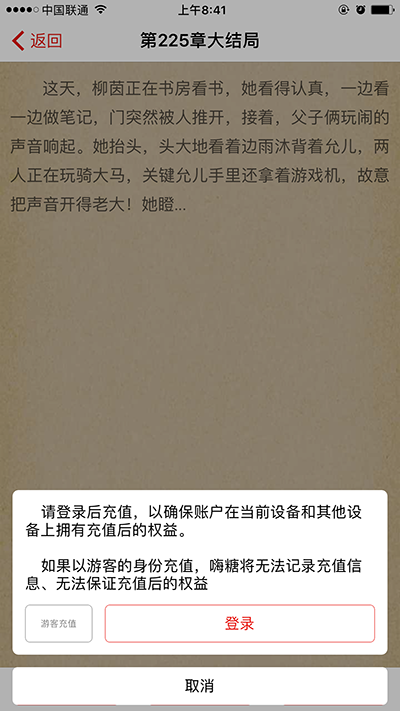 中国联通 上午8:41
返回 第225章大结局
这天，柳茵正在书房看书，她看得认真，一边看
一边做笔记，门突然被人推开，接着，父子俩玩闹的
声音响起。她抬头，头大地看着边雨沐背着允儿，两
人正在玩骑大马，关键允儿手里还拿着游戏机，故意
把声音开得老大！她瞪...
请登录后充值，以确保账户在当前设备和其他设
备上拥有充值后的权益。
如果以游客的身份充值，嗨糖将无法记录充值信
息、无法保证充值后的权益
游客充值 登录
取消